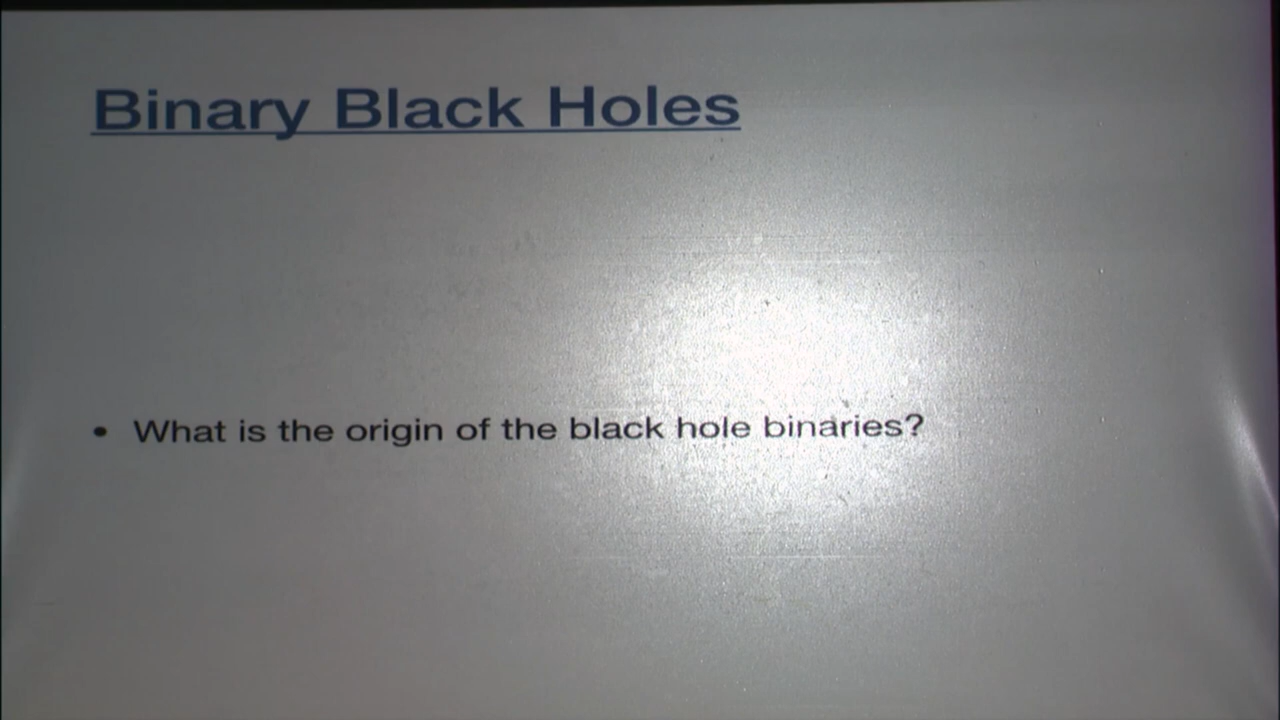 Binary Black Holes
• What is the origin of the black hole binaries?